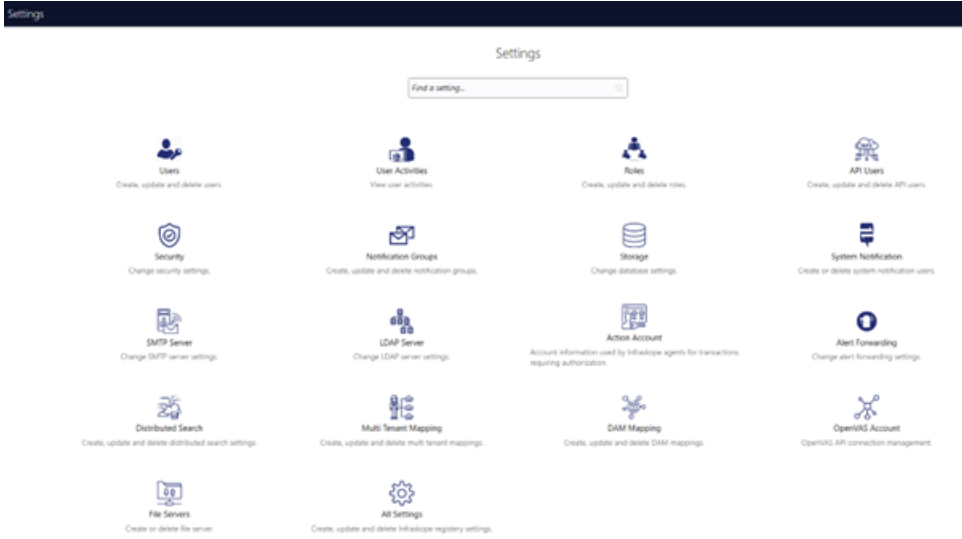 Settings
Settings
Find a setting...
Users
Create, update and delete users.
User Activities
View user activities.
Roles
Create, update and delete roles.
API Users
Create, update and delete API users.
Security
Change security settings.
Notification Groups
Create, update and delete notification groups.
Storage
Change database settings.
System Notification
Create or delete system notification users.
SMTP Server
Change SMTP server settings.
LDAP Server
Change LDAP server settings.
Action Account
Account information used by Infraskope agents for transactions
requiring authorization.
Alert Forwarding
Change alert forwarding settings.
Distributed Search
Create, update and delete distributed search settings.
Multi Tenant Mapping
Create, update and delete multi tenant mappings.
DAM Mapping
Create, update and delete DAM mappings.
OpenVAS Account
OpenVAS API connection management.
File Servers
Create or delete file server.
All Settings
Create, update and delete Infraskope registery settings.